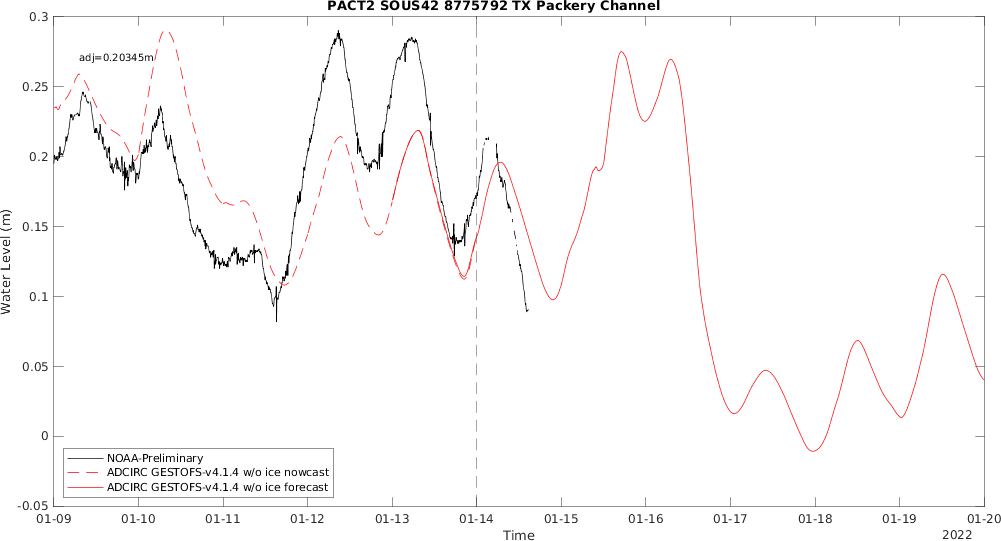 PACT2 SOUS42 8775792 TX Packery Channel
adj=0.20345m
0.3
0.25
0.2
0.15
0.1
0.05
0
-0.05
Water Level (m)
NOAA-Preliminary
ADCIRC GESTOFS-v4.1.4 w/o ice nowcast
ADCIRC GESTOFS-v4.1.4 w/o ice forecast
01-09 01-10 01-11 01-12 01-13 01-14 01-15 01-16 01-17 01-18 01-19 01-20
Time
2022